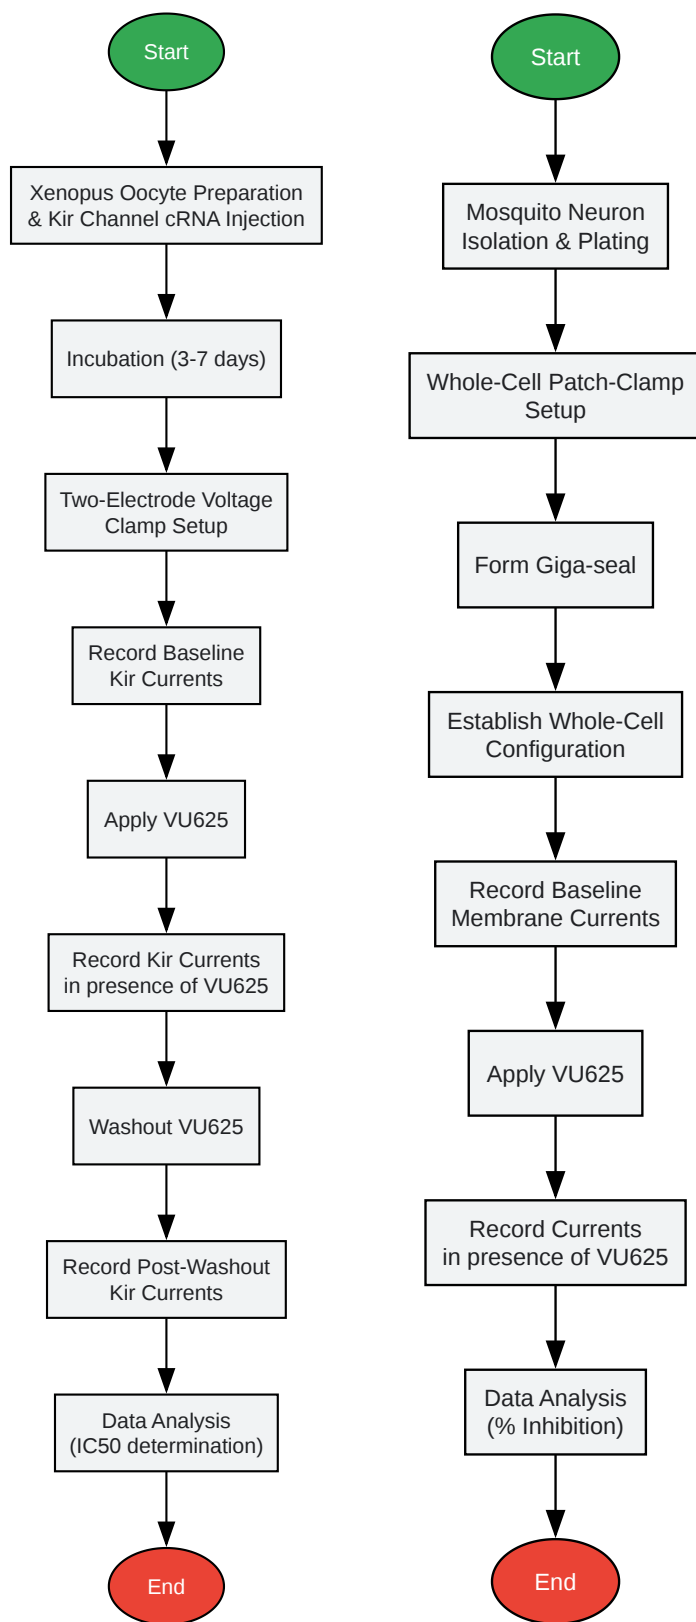 Start
Xenopus Oocyte Preparation
& Kir Channel cRNA Injection
Incubation (3-7 days)
Two-Electrode Voltage
Clamp Setup
Record Baseline
Kir Currents
Apply VU625
Record Kir Currents
in presence of VU625
Washout VU625
Record Post-Washout
Kir Currents
Data Analysis
(IC50 determination)
End
Start
Mosquito Neuron
Isolation & Plating
Whole-Cell Patch-Clamp
Setup
Form Giga-seal
Establish Whole-Cell
Configuration
Record Baseline
Membrane Currents
Apply VU625
Record Currents
in presence of VU625
Data Analysis
(% Inhibition)
End